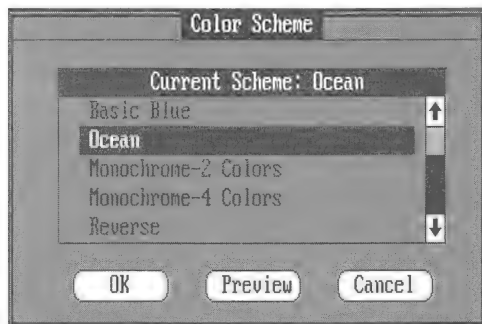 Color Scheme
Current Scheme: Ocean
Basic Blue
Ocean
Monochrome-2 Colors
Monochrome-4 Colors
Reverse
OK Preview Cancel